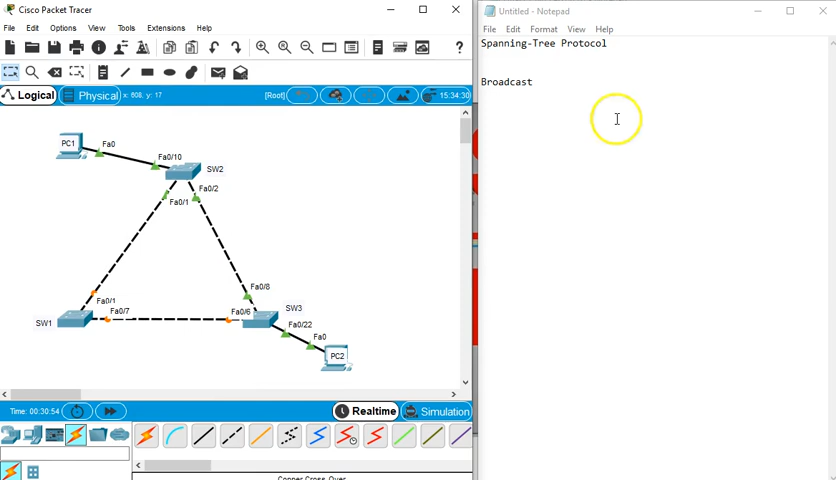 Cisco Packet Tracer
File Edit Options View Tools Extensions Help
Logical Physical x: 608, y: 17 [Root] 15:34:30
PC1
Fa0
Fa0/10
SW2
Fa0/2
Fa0/1
Fa0/8
Fa0/1
SW3
Fa0/7
Fa0/6
SW1
Fa0/22
Fa0
PC2
Time: 00:30:54 Realtime Simulation
Copper Cross-Over
Untitled - Notepad
File Edit Format View Help
Spanning-Tree Protocol
Broadcast